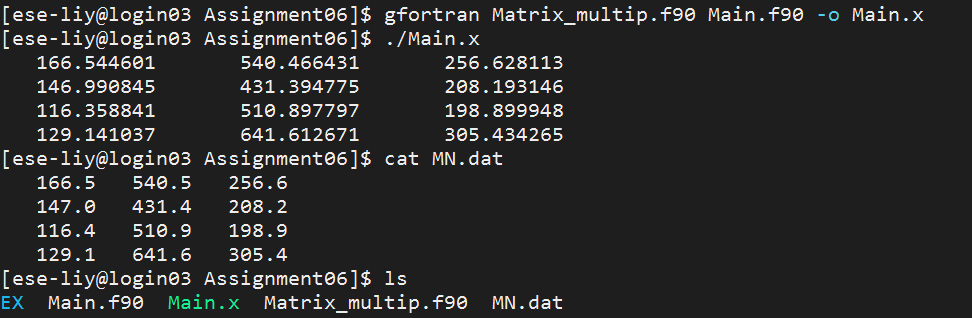 [ese-liy@login03 Assignment06]$ gfortran Matrix_multip.f90 Main.f90 -o Main.x
[ese-liy@login03 Assignment06]$ ./Main.x
166.544601 540.466431 256.628113
146.990845 431.394775 208.193146
116.358841 510.897797 198.899948
129.141037 641.612671 305.434265
[ese-liy@login03 Assignment06]$ cat MN.dat
166.5 540.5 256.6
147.0 431.4 208.2
116.4 510.9 198.9
129.1 641.6 305.4
[ese-liy@login03 Assignment06]$ ls
EX Main.f90 Main.x Matrix_multip.f90 MN.dat